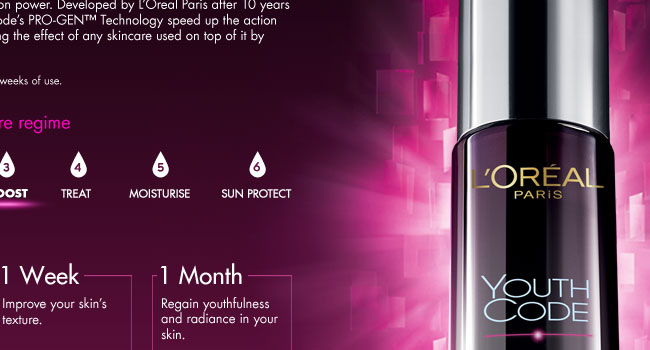 on power. Developed by L'Oreal Paris after 10 years
ode's PRO-GEN™ Technology speed up the action
ng the effect of any skincare used on top of it by
weeks of use.
re regime
3 4 5 6
OOST TREAT MOISTURISE SUN PROTECT
1 Week
Improve your skin's
texture.
1 Month
Regain youthfulness
and radiance in your
skin.
L'ORÉAL
PARIS
YOUTH
CODE